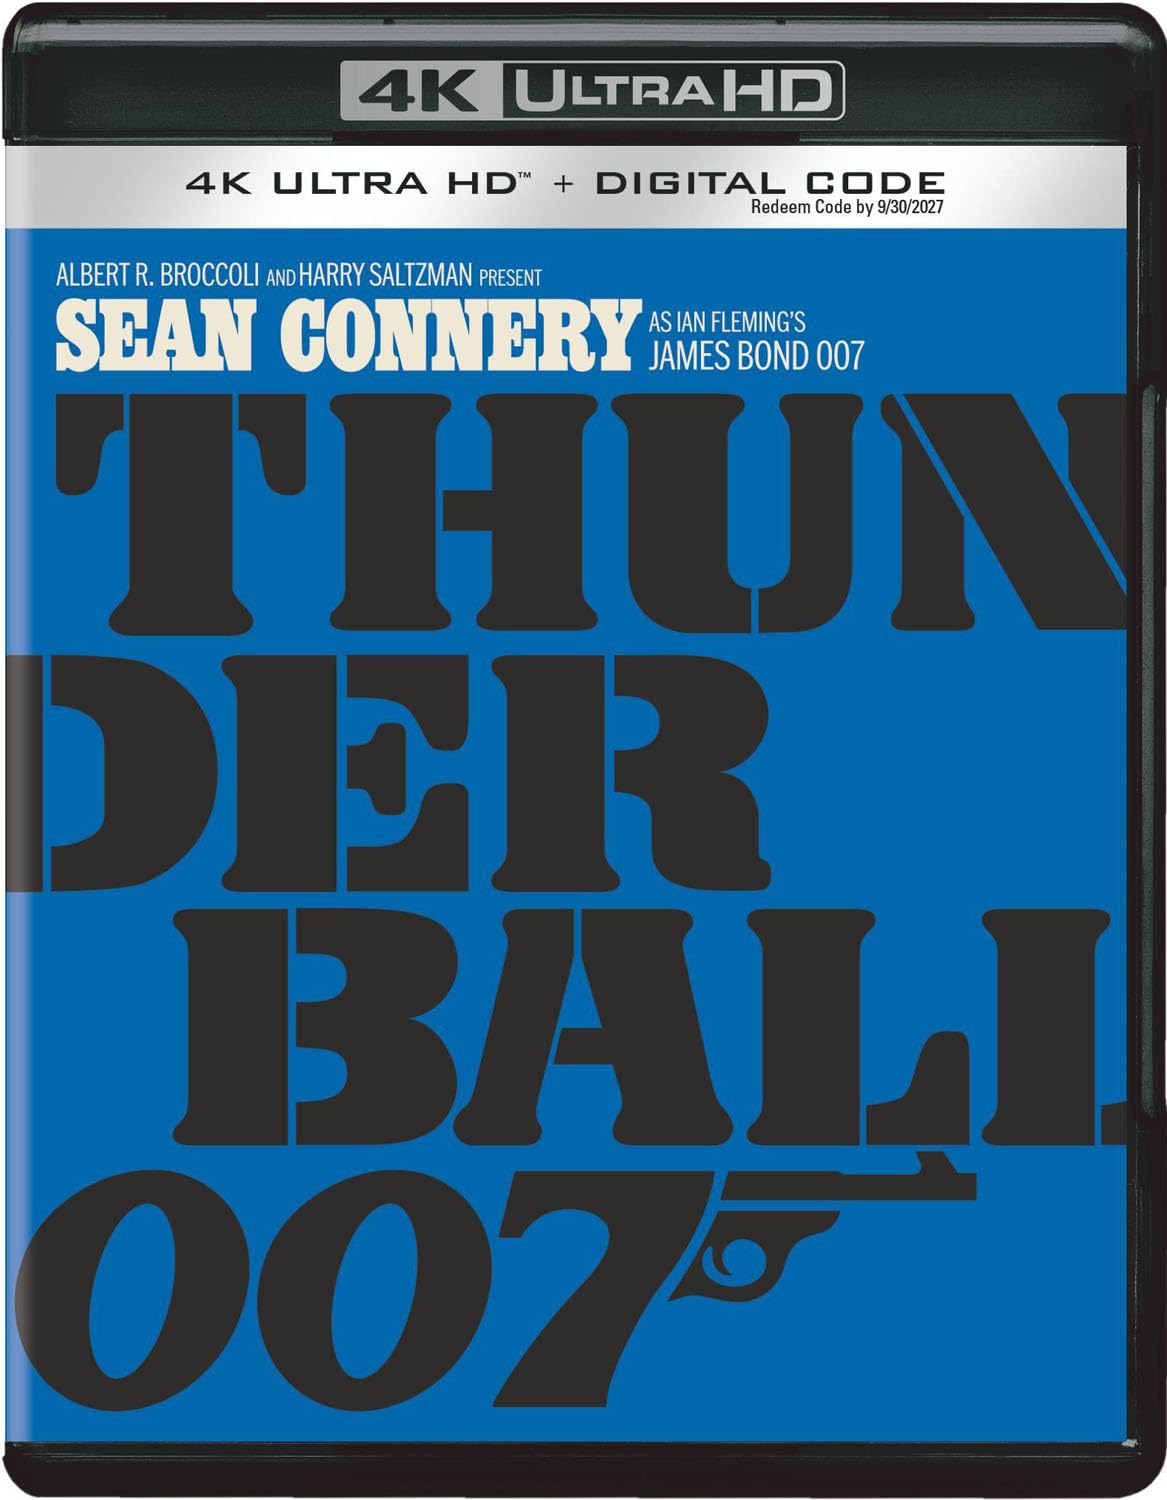 4K ULTRA HD
4K ULTRA HD™ + DIGITAL CODE
Redeem Code by 9/30/2027
ALBERT R. BROCCOLI AND HARRY SALTZMAN PRESENT
SEAN CONNERY AS IAN FLEMING'S
JAMES BOND 007
THUN
DER
BALL
007